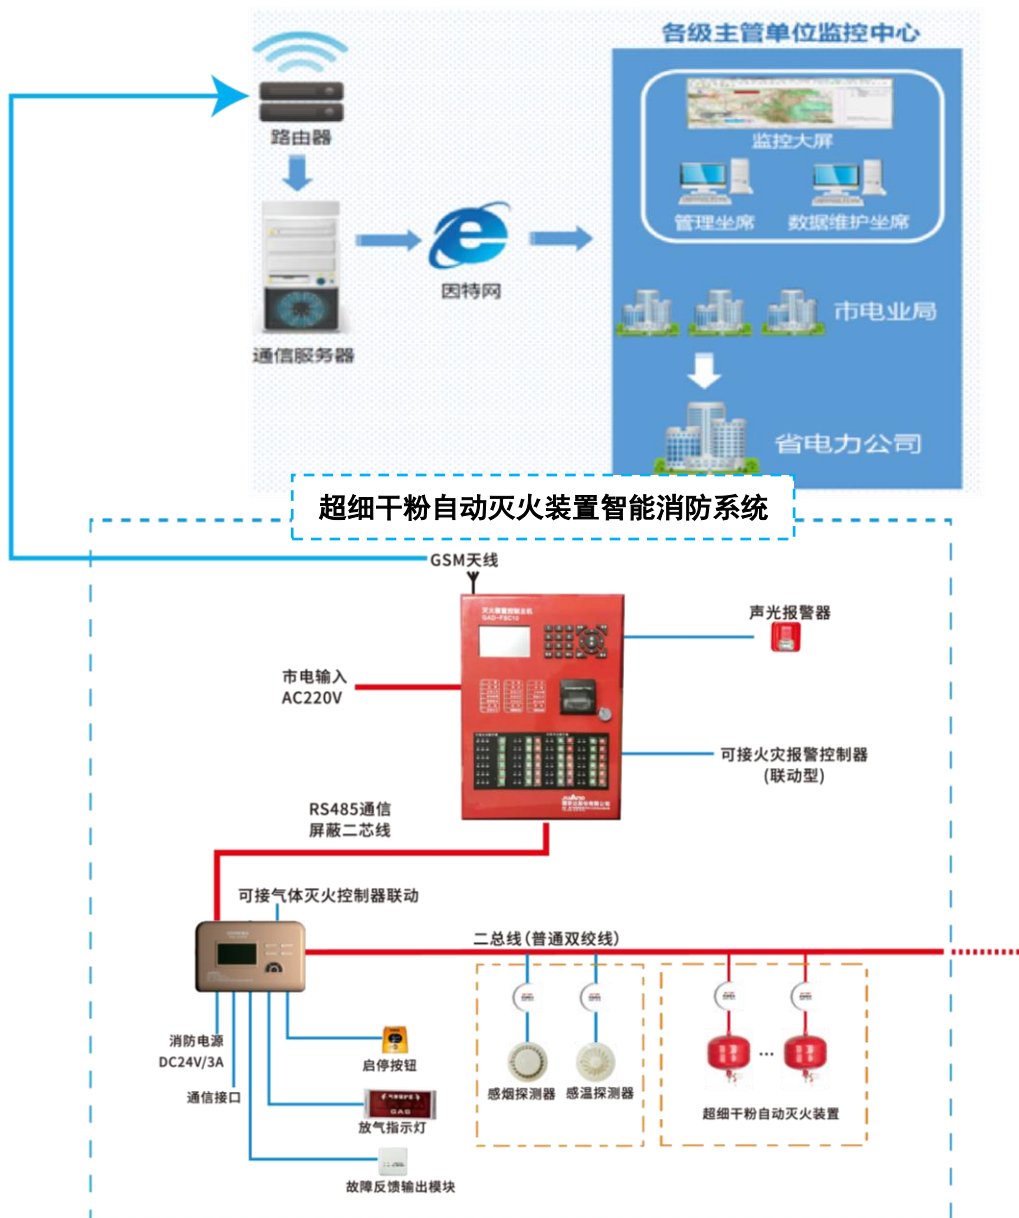 各级主管单位监控中心
路由器
监控大屏
管理坐席
数据维护坐席
因特网
市电业局
通信服务器
省电力公司
超细干粉自动灭火装置智能消防系统
GSM天线
声光报警器
市电输入
AC220V
可接火灾报警控制器
(联动型)
RS485通信
屏蔽二芯线
可接气体灭火控制器联动
二总线(普通双绞线)
消防电源
DC24V/3A
通信接口
启停按钮
GAS
放气指示灯
故障反馈输出模块
感烟探测器
感温探测器
...
超细干粉自动灭火装置